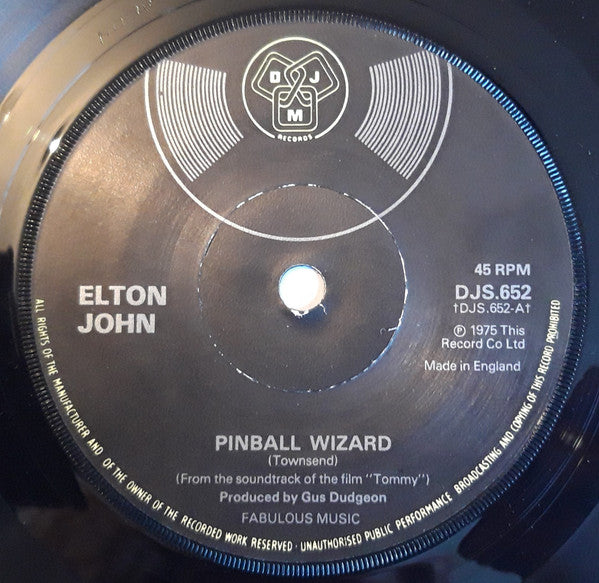 D J
M
RECORDS
45 RPM
DJS.652
†DJS.652-A†
℗ 1975 This
Record Co Ltd
Made in England
ELTON
JOHN
PINBALL WIZARD
(Townsend)
(From the soundtrack of the film "Tommy")
Produced by Gus Dudgeon
FABULOUS MUSIC
ALL RIGHTS OF THE MANUFACTURER AND OF THE OWNER OF THE RECORDED WORK RESERVED · UNAUTHORISED PUBLIC PERFORMANCE BROADCASTING AND COPYING OF THIS RECORD PROHIBITED